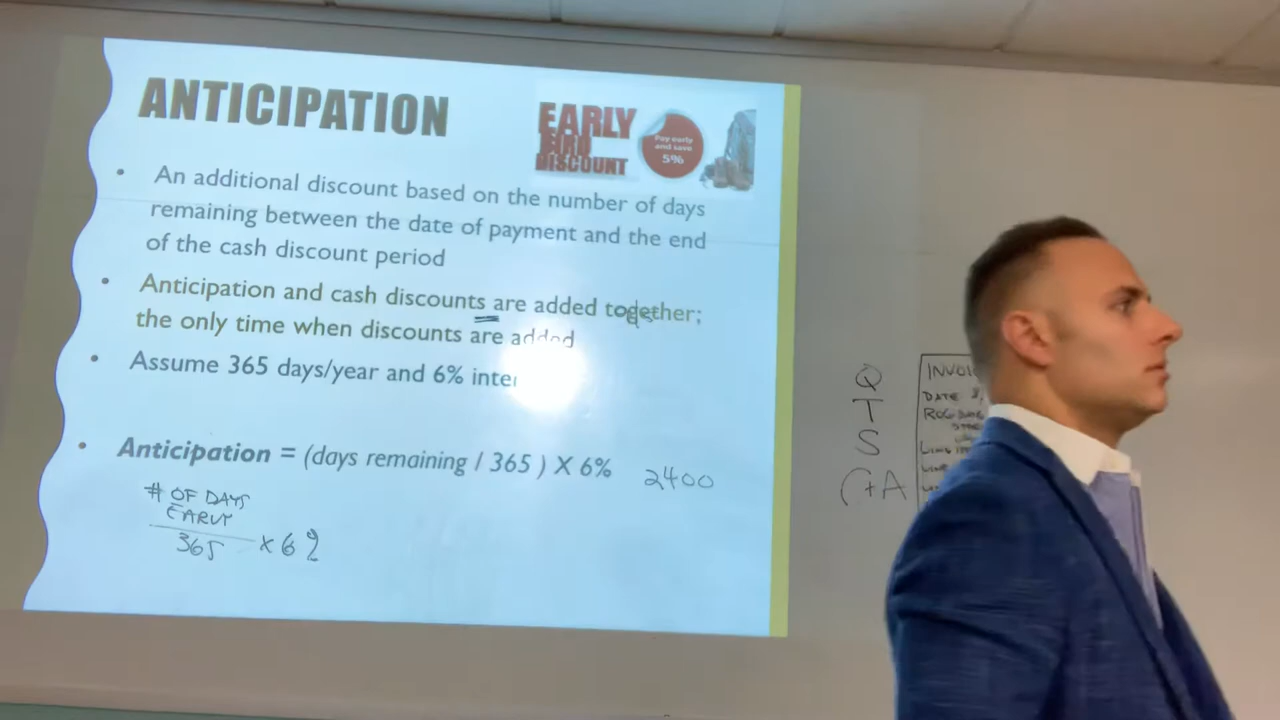 ANTICIPATION
EARLY
BIRD
DISCOUNT
Pay early
and save
5%
• An additional discount based on the number of days
remaining between the date of payment and the end
of the cash discount period
• Anticipation and cash discounts are added together;
the only time when discounts are added
• Assume 365 days/year and 6%
• Anticipation = (days remaining / 365 ) X 6%
2400
# OF DAYS
EARLY
365
× 6
Q
T
S
C+A
DATE
ROG